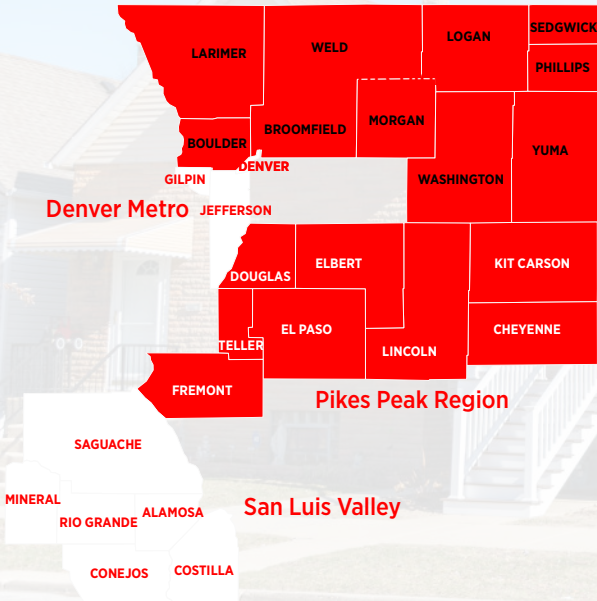 SEDGWICK
LOGAN
WELD
LARIMER
PHILLIPS
MORGAN
BROOMFIELD
BOULDER
YUMA
DENVER
GILPIN
WASHINGTON
Denver Metro
JEFFERSON
ELBERT
KIT CARSON
DOUGLAS
EL PASO
CHEYENNE
TELLER
LINCOLN
FREMONT
Pikes Peak Region
SAGUACHE
MINERAL
San Luis Valley
ALAMOSA
RIO GRANDE
CONEJOS
COSTILLA